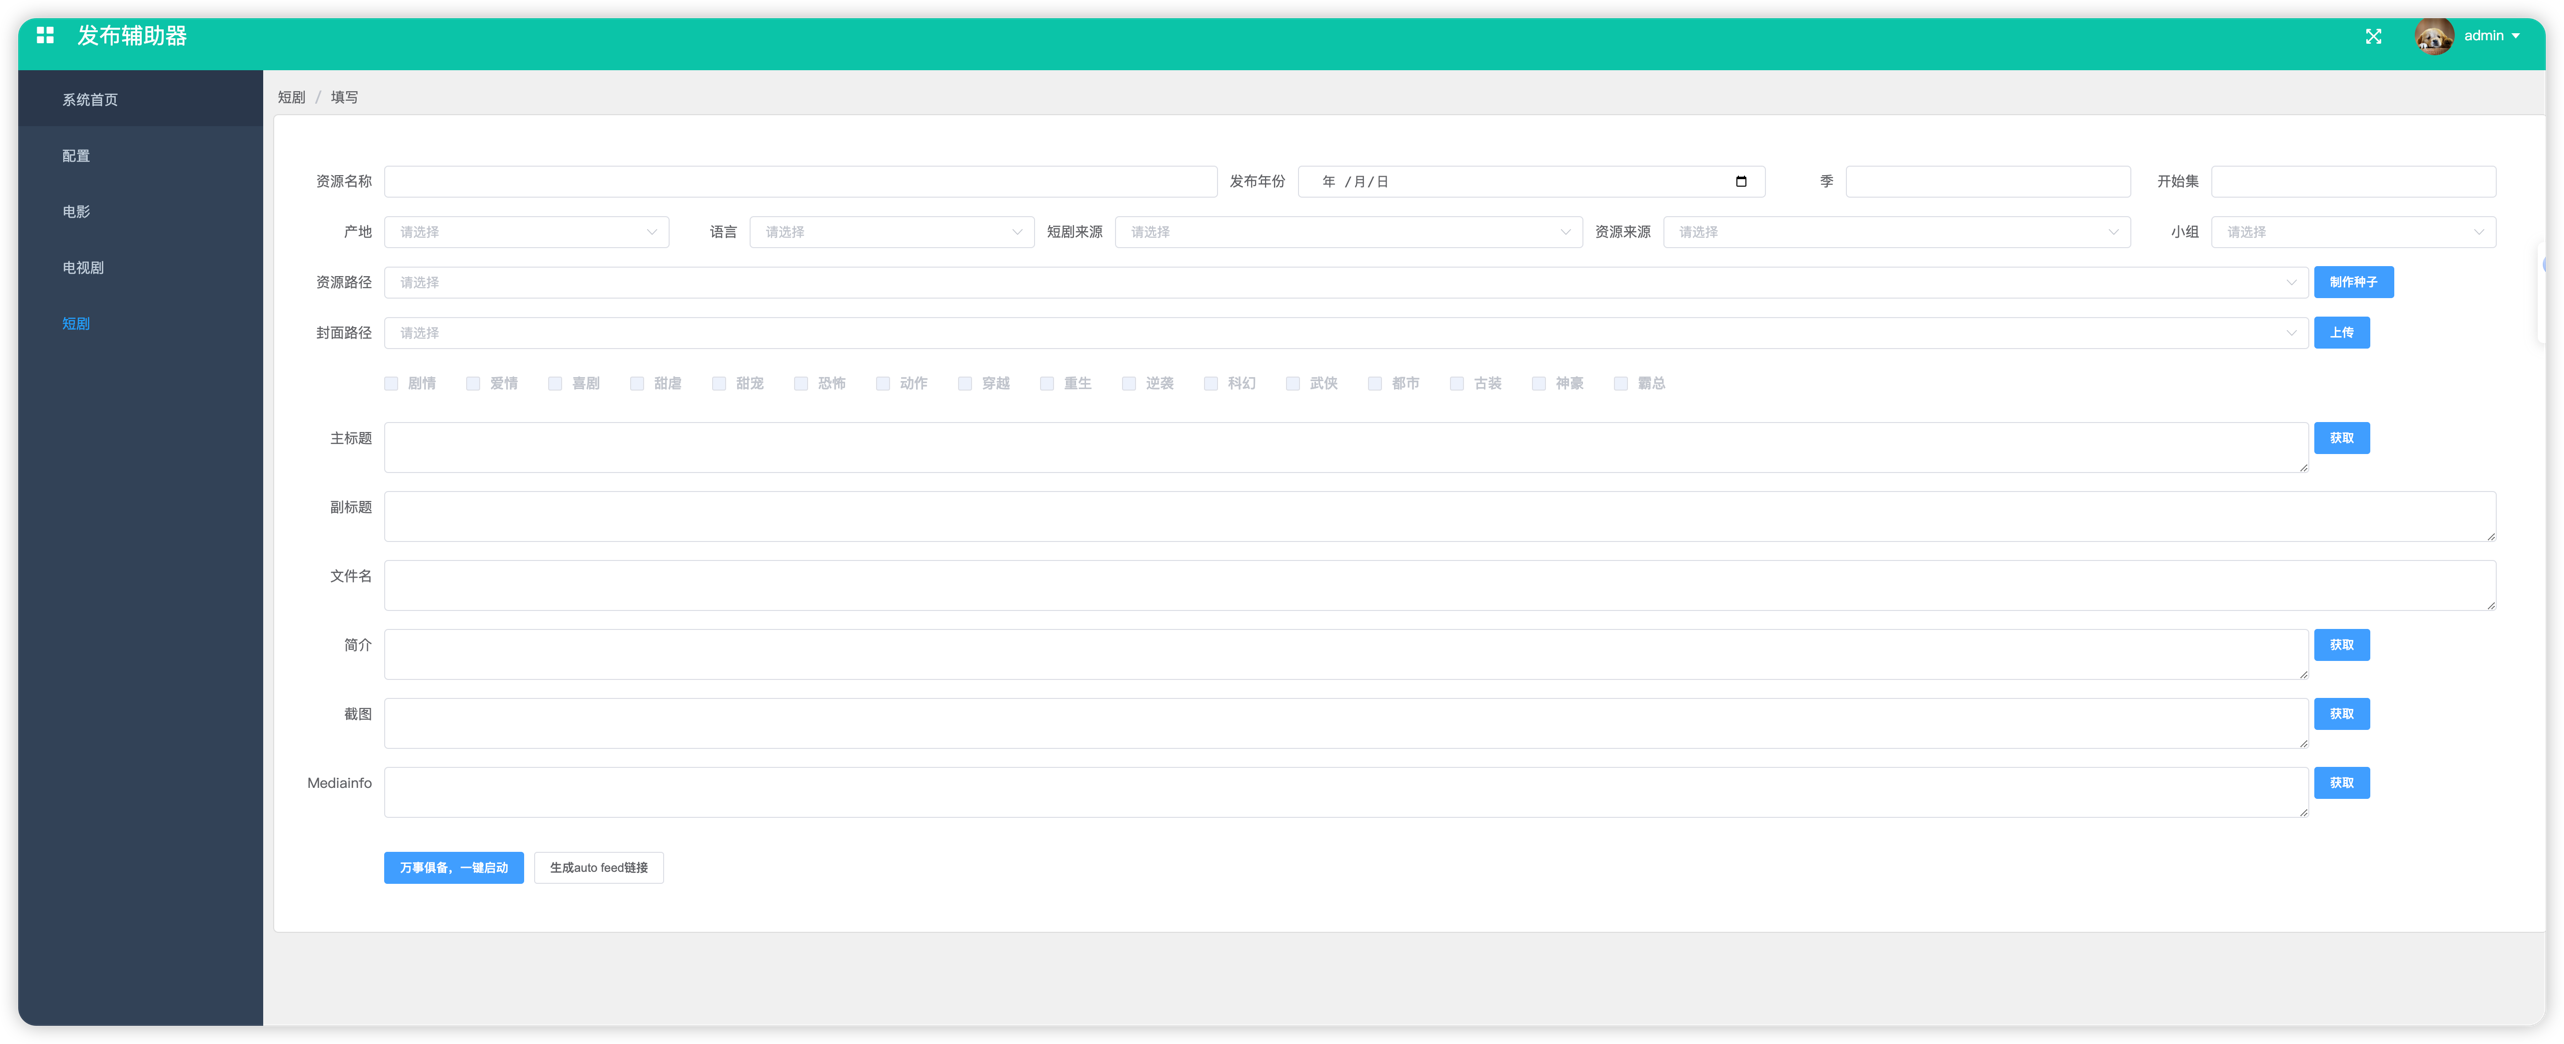 发布辅助器
admin
系统首页
配置
电影
电视剧
短剧
短剧 / 填写
资源名称 发布年份 年 /月/日 季 开始集
产地 请选择 语言 请选择 短剧来源 请选择 资源来源 请选择 小组 请选择
资源路径 请选择 制作种子
封面路径 请选择 上传
剧情 爱情 喜剧 甜虐 甜宠 恐怖 动作 穿越 重生 逆袭 科幻 武侠 都市 古装 神豪 霸总
主标题 获取
副标题
文件名
简介 获取
截图 获取
Mediainfo 获取
万事俱备，一键启动 生成auto feed链接